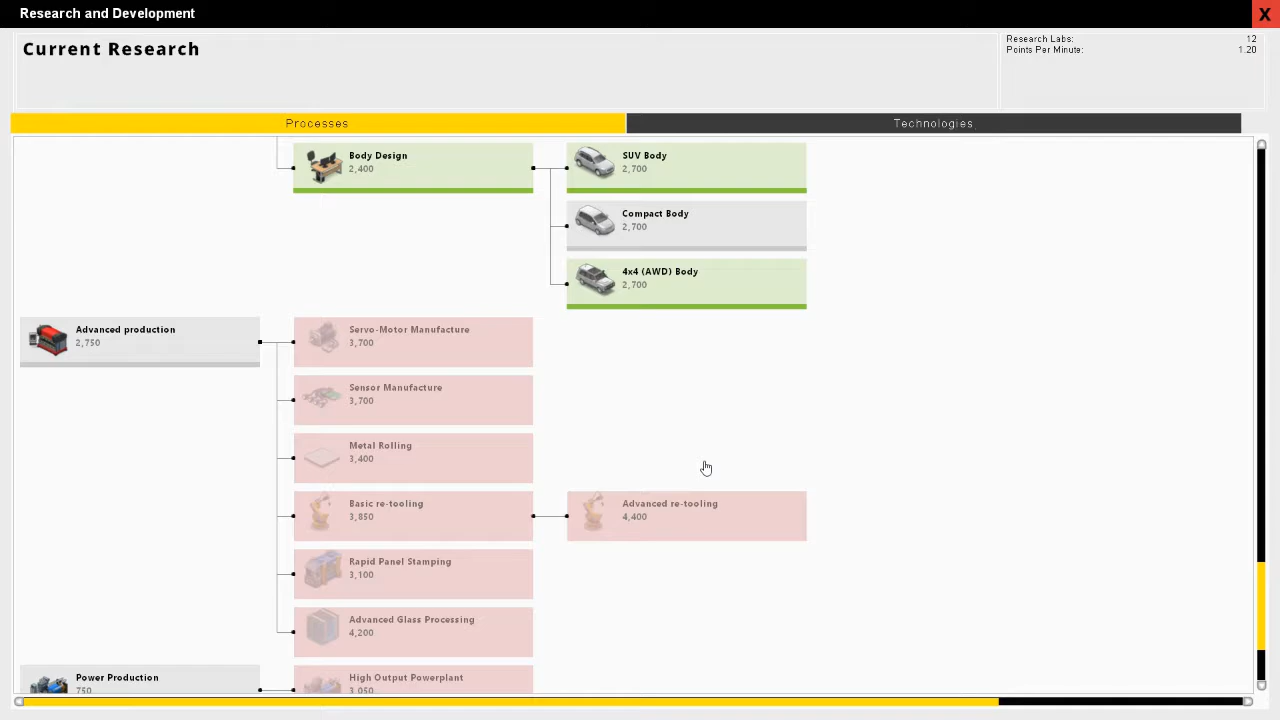 Research and Development
X
Current Research
Research Labs: 12
Points Per Minute: 1.20
Processes
Technologies
Body Design
2,400
SUV Body
2,700
Compact Body
2,700
4x4 (AWD) Body
2,700
Advanced production
2,750
Servo-Motor Manufacture
3,700
Sensor Manufacture
3,700
Metal Rolling
3,400
Basic re-tooling
3,850
Advanced re-tooling
4,400
Rapid Panel Stamping
3,100
Advanced Glass Processing
4,200
Power Production
750
High Output Powerplant
3,050